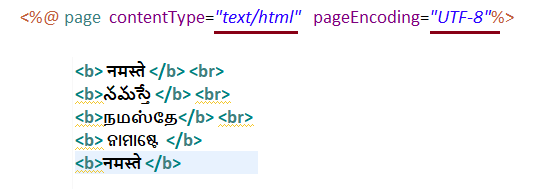 <%@ page contentType="text/html" pageEncoding="UTF-8"%>
<b> नमस्ते </b> <br>
<b>నమస్తే </b> <br>
<b>நமஸ்தே</b> <br>
<b> ନାମାଷ୍ଟେ </b>
<b>नमस्ते </b>